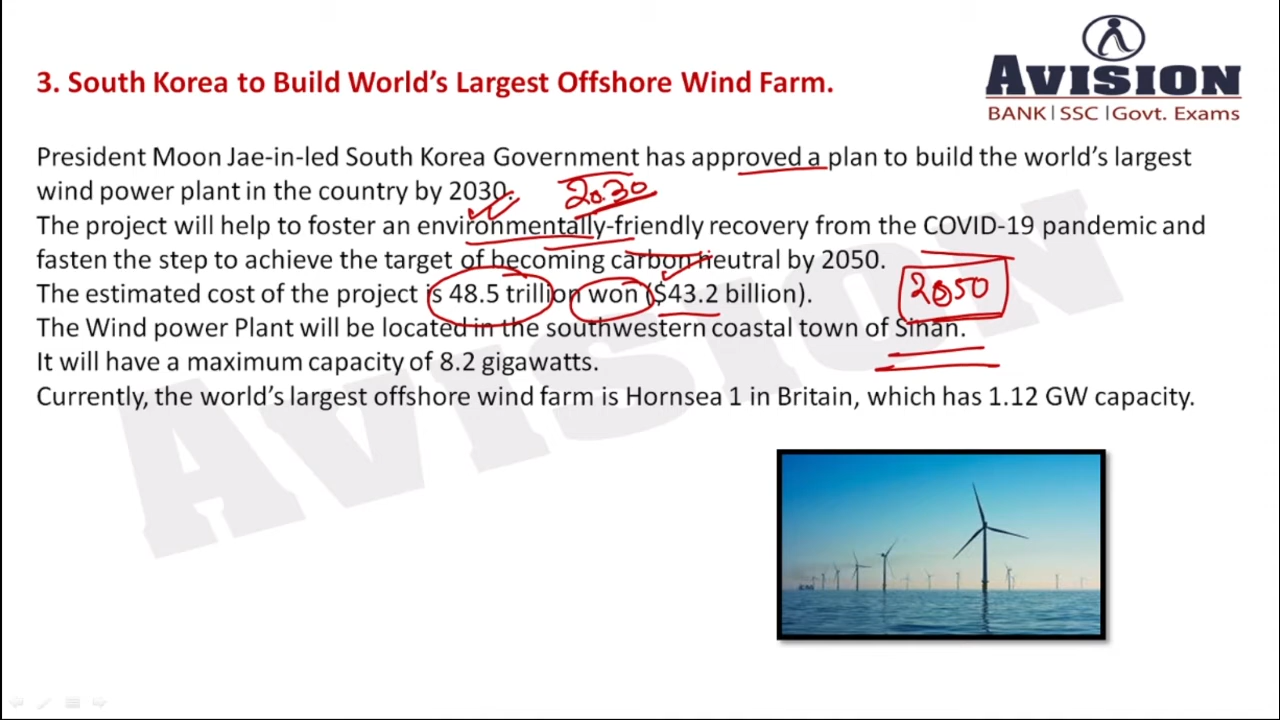 AVISION
BANK | SSC | Govt. Exams
3. South Korea to Build World's Largest Offshore Wind Farm.
President Moon Jae-in-led South Korea Government has approved a plan to build the world's largest
wind power plant in the country by 2030.
2030
The project will help to foster an environmentally-friendly recovery from the COVID-19 pandemic and
fasten the step to achieve the target of becoming carbon neutral by 2050.
The estimated cost of the project is 48.5 trillion won ($43.2 billion).
2050
The Wind power Plant will be located in the southwestern coastal town of Sinan.
It will have a maximum capacity of 8.2 gigawatts.
Currently, the world's largest offshore wind farm is Hornsea 1 in Britain, which has 1.12 GW capacity.
AVISION